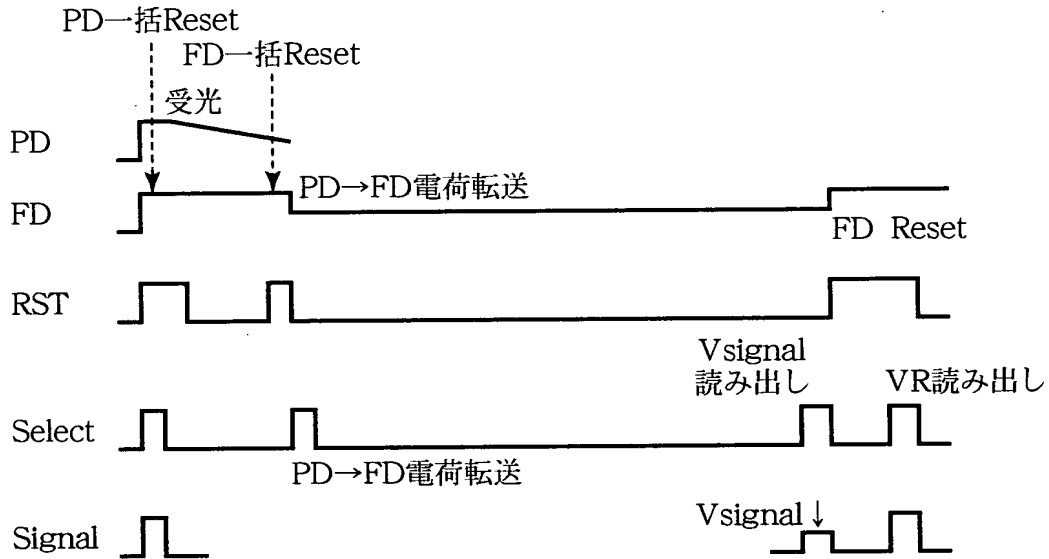 PD一括Reset
FD一括Reset
受光
PD
PD→FD電荷転送
FD
FD Reset
RST
Vsignal
読み出し
VR読み出し
Select
PD→FD電荷転送
Vsignal↓
Signal